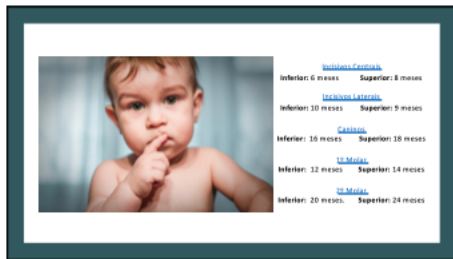 Incisivos Centrais
Inferior: 6 meses Superior: 8 meses
Incisivos Laterais
Inferior: 10 meses Superior: 9 meses
Caninos
Inferior: 16 meses Superior: 18 meses
1º Molar
Inferior: 12 meses Superior: 14 meses
2º Molar
Inferior: 20 meses. Superior: 24 meses